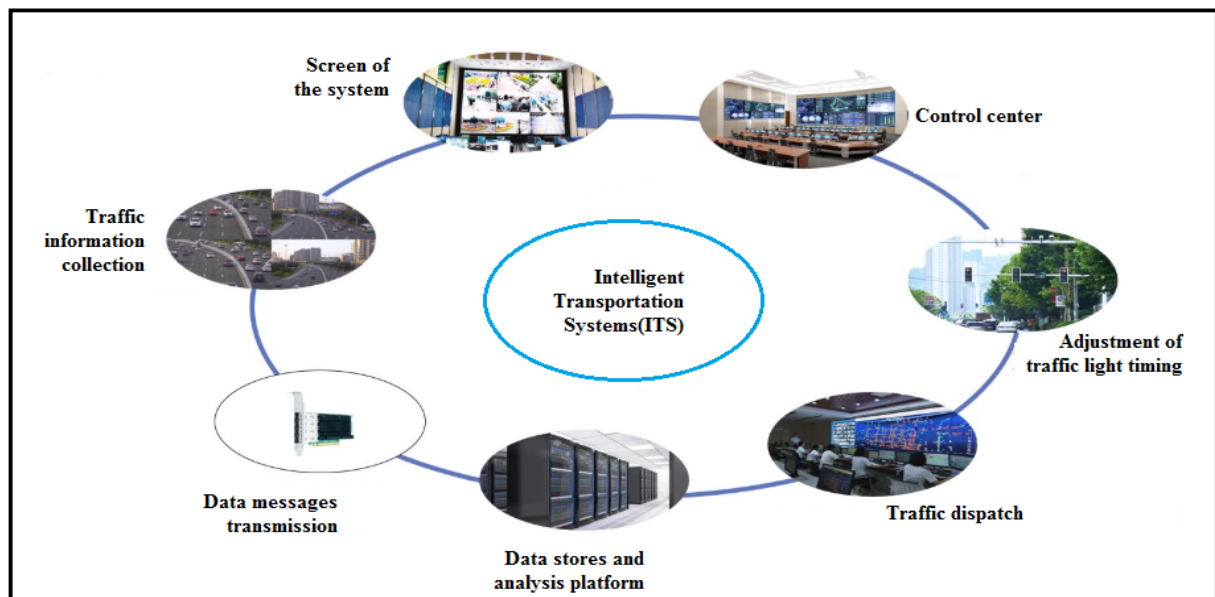 Screen of
the system
Control center
Traffic
information
collection
Intelligent
Transportation
Systems(ITS)
Adjustment of
traffic light timing
Data messages
transmission
Traffic dispatch
Data stores and
analysis platform